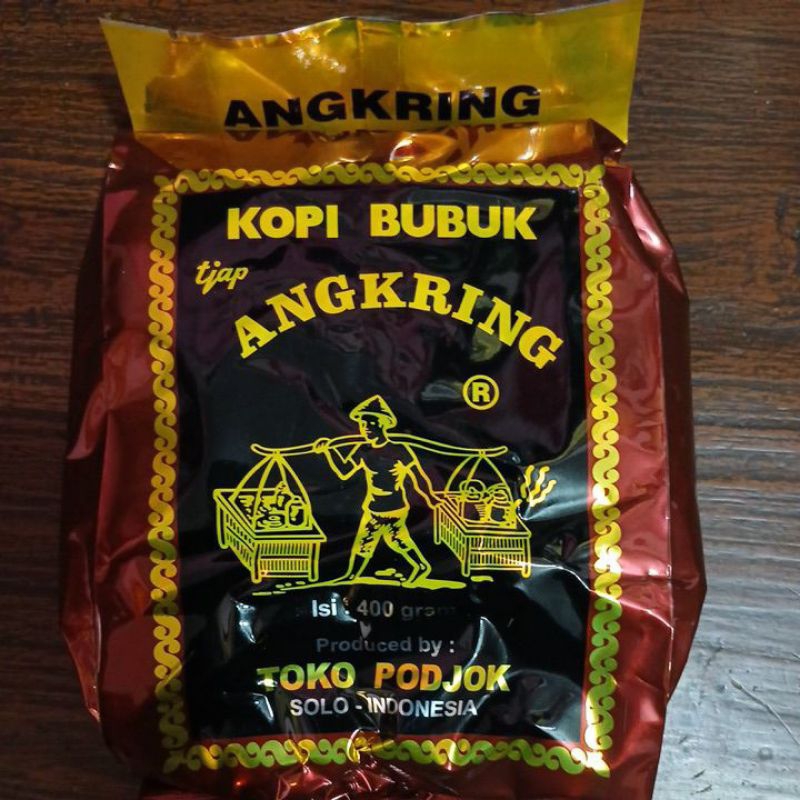 ANGKRING
KOPI BUBUK
tjap
ANGKRING
®
Isi : 400 gram
Produced by :
TOKO PODJOK
SOLO - INDONESIA